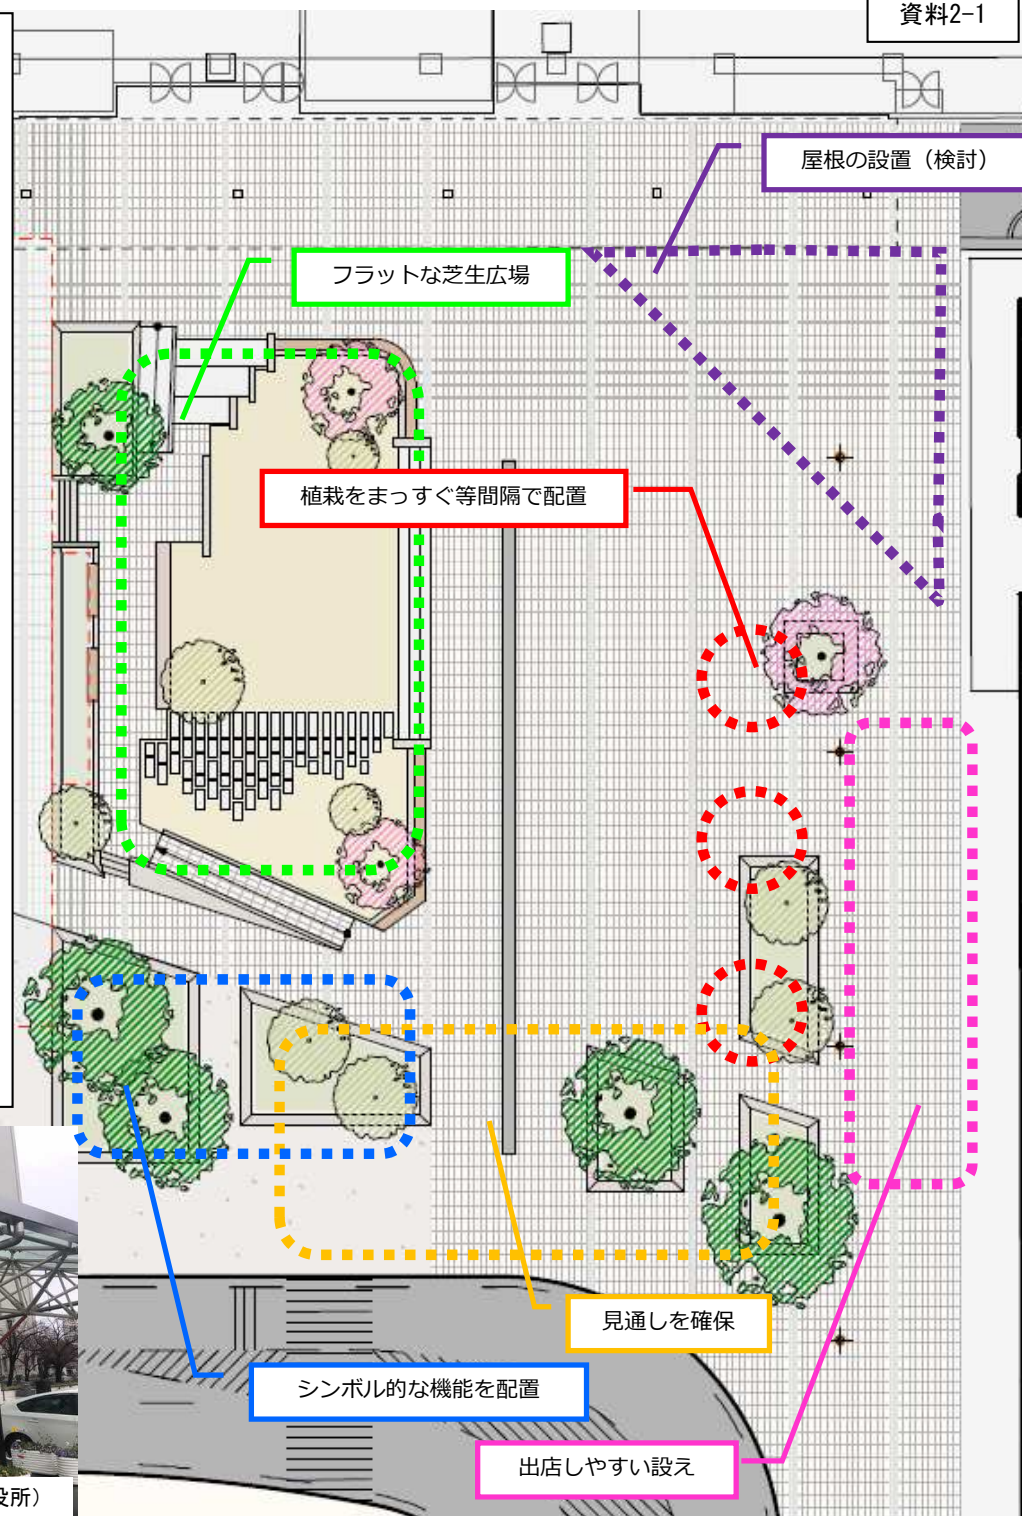 資料2-1
屋根の設置（検討）
フラットな芝生広場
植栽をまっすぐ等間隔で配置
見通しを確保
シンボル的な機能を配置
出店しやすい設え
役所）